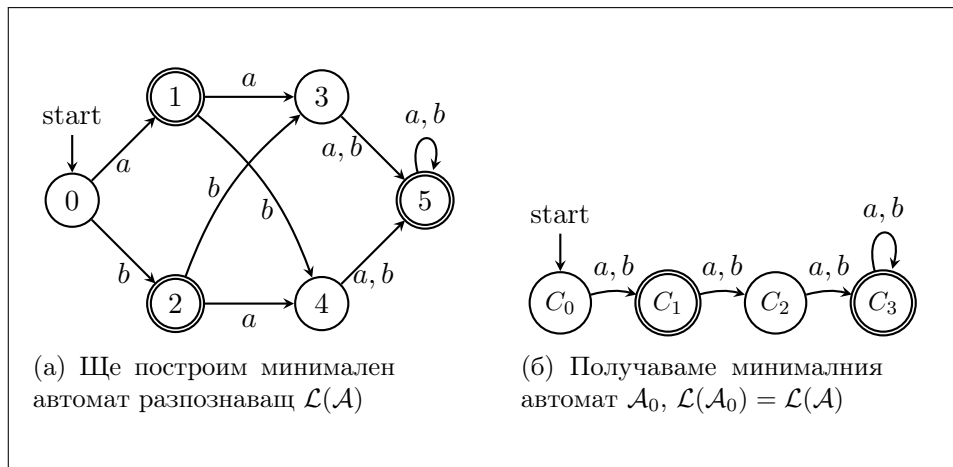 start
0
a
b
1
2
a
b
b
a
3
4
a, b
a, b
5
a, b
(а) Ще построим минимален
автомат разпознаващ 𝓛(𝓐)
start
C₀
a, b
C₁
a, b
C₂
a, b
C₃
a, b
(б) Получаваме минималния
автомат 𝓐₀, 𝓛(𝓐₀) = 𝓛(𝓐)